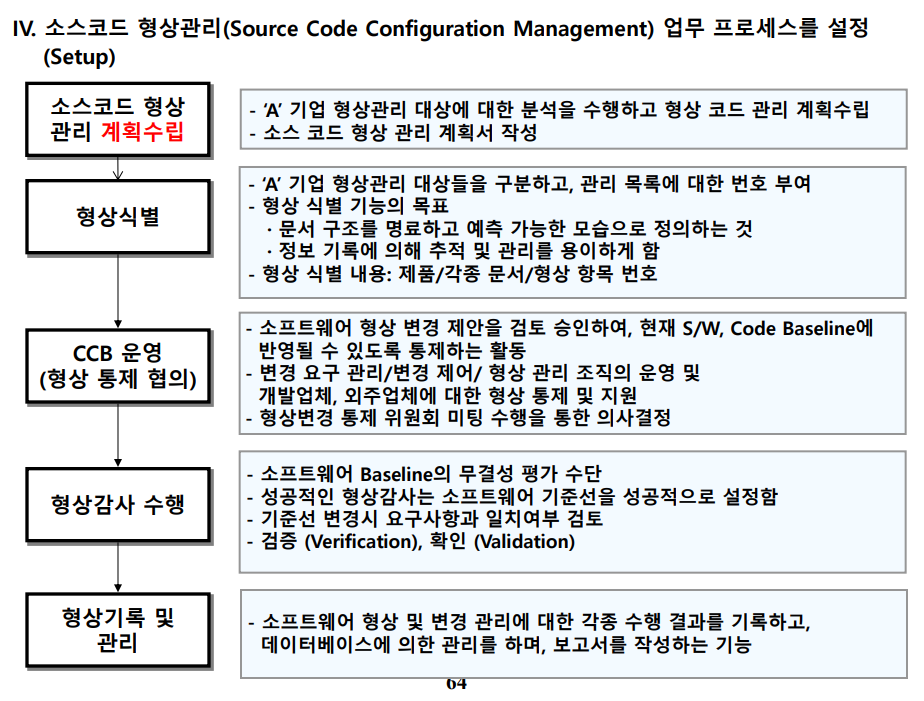 IV. 소스코드 형상관리(Source Code Configuration Management) 업무 프로세스를 설정
(Setup)
소스코드 형상
관리 계획수립
- ‘A’ 기업 형상관리 대상에 대한 분석을 수행하고 형상 코드 관리 계획수립
- 소스 코드 형상 관리 계획서 작성
형상식별
- ‘A’ 기업 형상관리 대상들을 구분하고, 관리 목록에 대한 번호 부여
- 형상 식별 기능의 목표
· 문서 구조를 명료하고 예측 가능한 모습으로 정의하는 것
· 정보 기록에 의해 추적 및 관리를 용이하게 함
- 형상 식별 내용: 제품/각종 문서/형상 항목 번호
CCB 운영
(형상 통제 협의)
- 소프트웨어 형상 변경 제안을 검토 승인하여, 현재 S/W, Code Baseline에
반영될 수 있도록 통제하는 활동
- 변경 요구 관리/변경 제어/ 형상 관리 조직의 운영 및
개발업체, 외주업체에 대한 형상 통제 및 지원
- 형상변경 통제 위원회 미팅 수행을 통한 의사결정
형상감사 수행
- 소프트웨어 Baseline의 무결성 평가 수단
- 성공적인 형상감사는 소프트웨어 기준선을 성공적으로 설정함
- 기준선 변경시 요구사항과 일치여부 검토
- 검증 (Verification), 확인 (Validation)
형상기록 및
관리
- 소프트웨어 형상 및 변경 관리에 대한 각종 수행 결과를 기록하고,
데이터베이스에 의한 관리를 하며, 보고서를 작성하는 기능
64